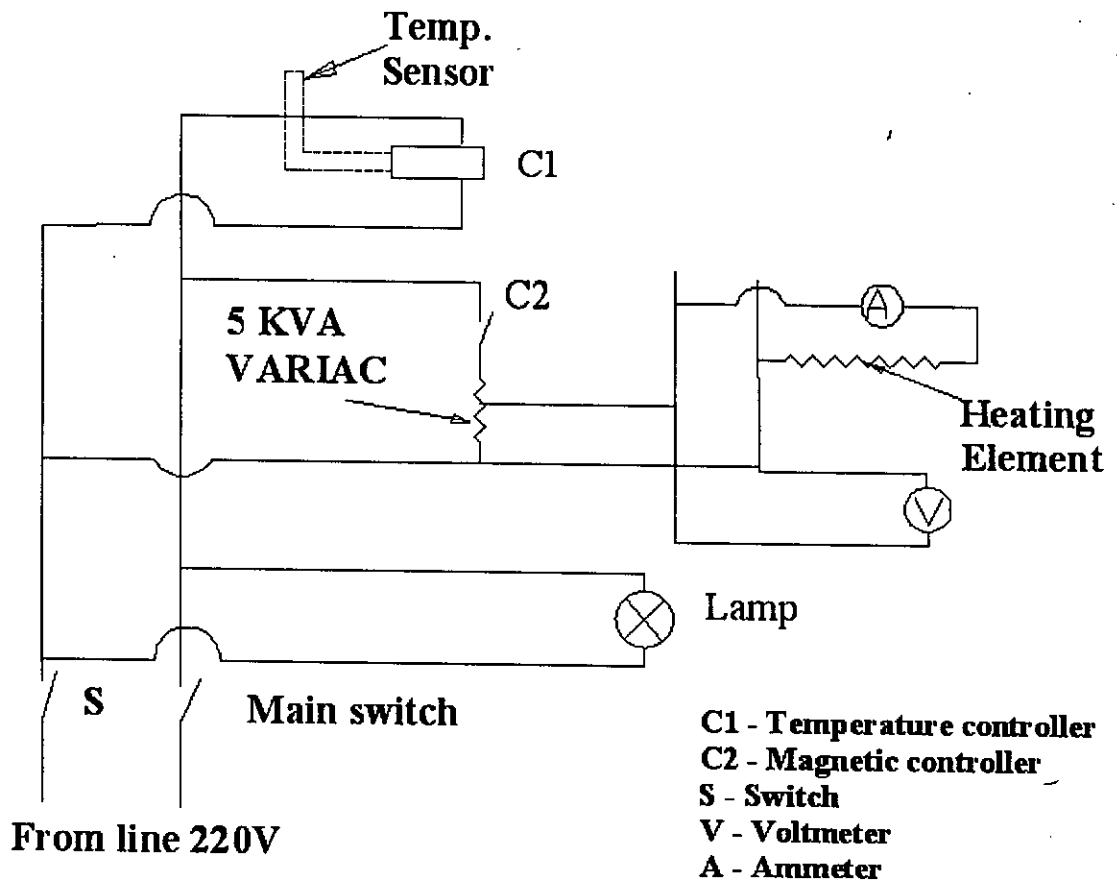 Temp.
Sensor
C1
C2
5 KVA
VARIAC
A
Heating
Element
V
Lamp
S
Main switch
From line 220V
C1 - Temperature controller
C2 - Magnetic controller
S - Switch
V - Voltmeter
A - Ammeter